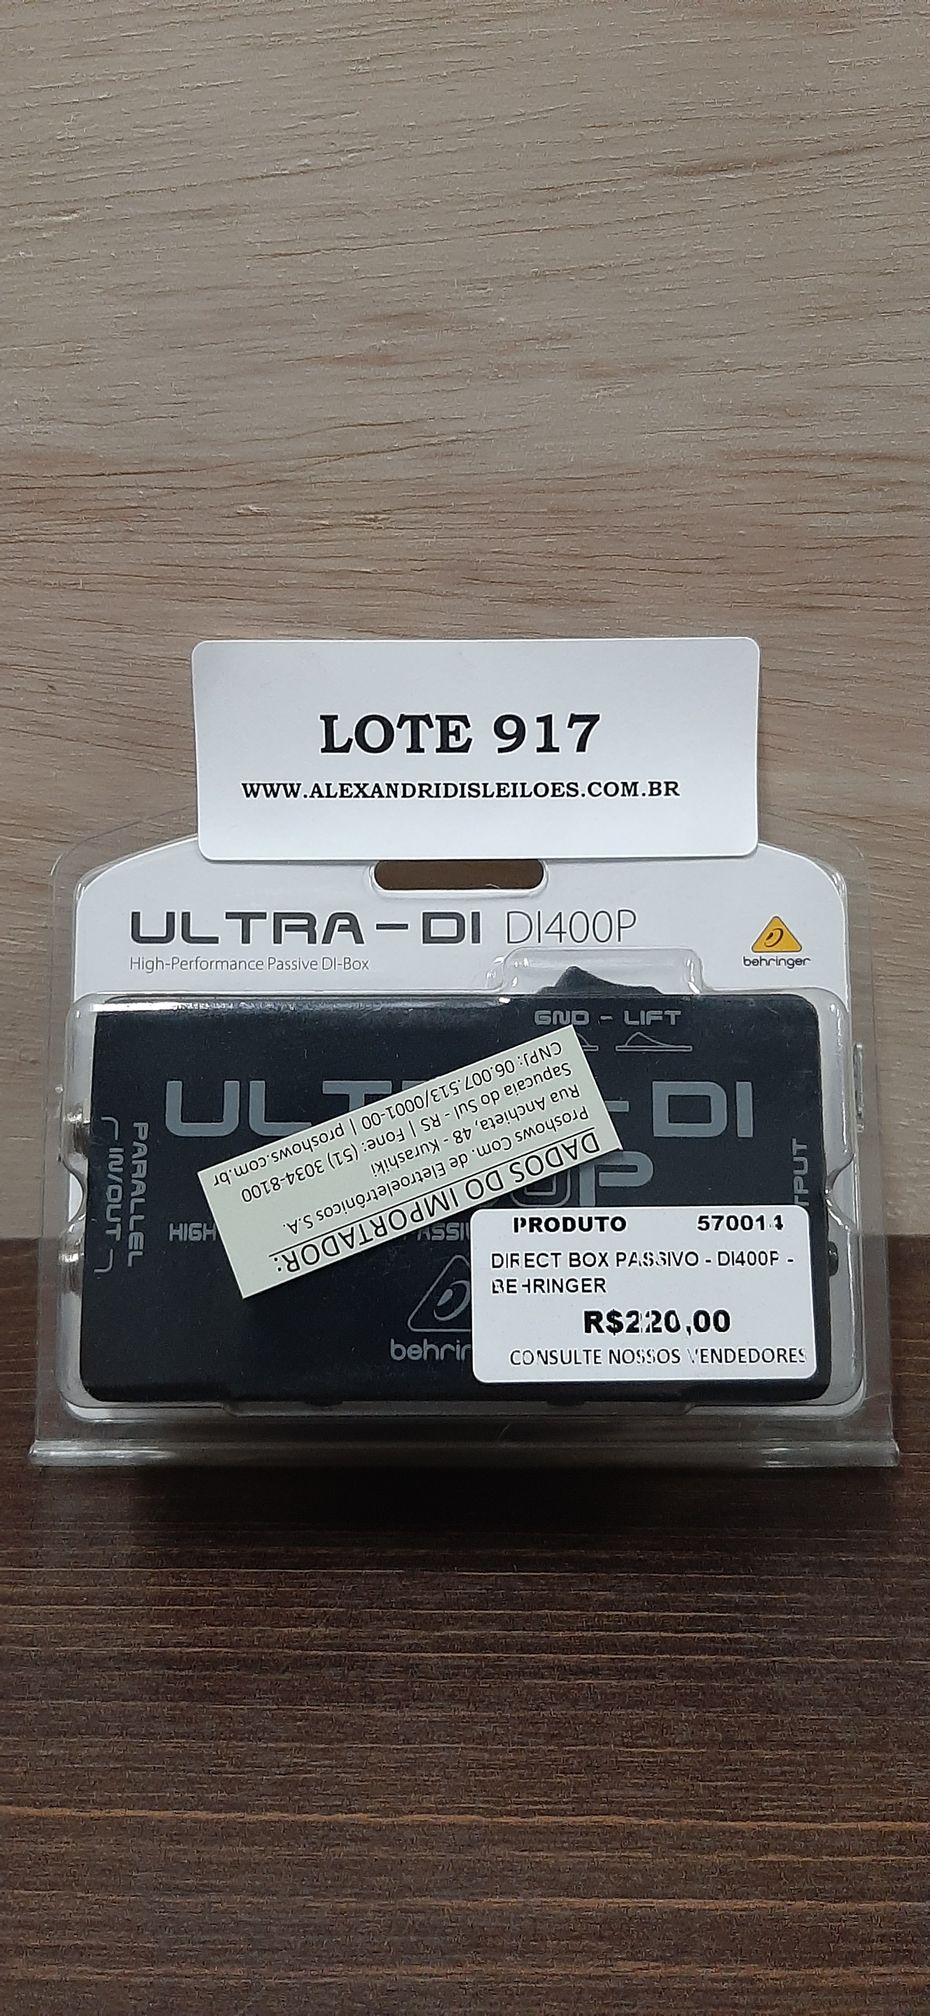 LOTE 917
WWW.ALEXANDRIDISLEILOES.COM.BR
ULTRA-DI DI400P
High-Performance Passive DI-Box
behringer
GND - LIFT
DI
PARALLEL
IN/OUT
P
HIGH
behrin
DADOS DO IMPORTADOR:
Proshows Com. de Eletroeletrônicos S.A.
Rua Anchieta, 48 - Kurashiki
Sapucaia do Sul - RS | Fone: (51) 3034-8100
CNPJ: 06.007.513/0001-00 | proshows.com.br
PRODUTO 570014
DIRECT BOX PASSIVO - DI400P -
BEHRINGER
R$220,00
CONSULTE NOSSOS VENDEDORES